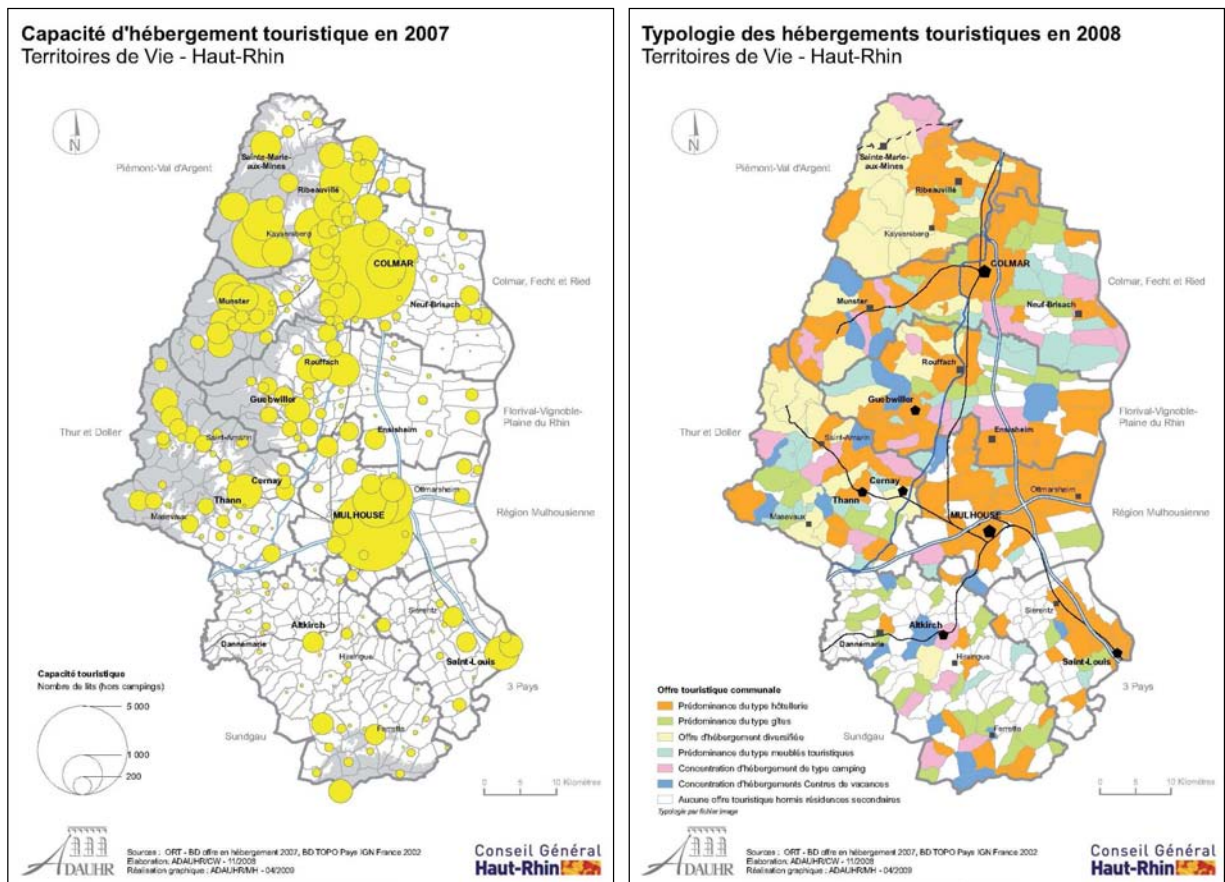 Capacité d'hébergement touristique en 2007
Territoires de Vie - Haut-Rhin
N
Piémont-Val d'Argent
Sainte-Marie-
aux-Mines
Ribeauvillé
Kaysersberg
COLMAR
Colmar, Fecht et Ried
Munster
Neuf-Brisach
Rouffach
Guebwiller
Florival-Vignoble-
Plaine du Rhin
Thur et Doller
Saint-Amarin
Ensisheim
Cernay
Thann
Ottmarsheim
Masevaux
MULHOUSE
Région Mulhousienne
Sierentz
Altkirch
Dannemarie
Hirsingue
Saint-Louis
3 Pays
Sundgau
Ferrette
Capacité touristique
Nombre de lits (hors campings)
5 000
1 000
200
0 5 10 Kilomètres
ADAUHR
Sources : ORT - BD offre en hébergement 2007, BD TOPO Pays IGN France 2002
Elaboration: ADAUHR/CW - 11/2008
Réalisation graphique : ADAUHR/MH - 04/2009
Conseil Général
Haut-Rhin
Typologie des hébergements touristiques en 2008
Territoires de Vie - Haut-Rhin
N
Piémont-Val d'Argent
Sainte-Marie-
aux-Mines
Ribeauvillé
Kaysersberg
COLMAR
Colmar, Fecht et Ried
Munster
Neuf-Brisach
Rouffach
Guebwiller
Florival-Vignoble-
Plaine du Rhin
Thur et Doller
Saint-Amarin
Ensisheim
Cernay
Thann
Ottmarsheim
Masevaux
MULHOUSE
Région Mulhousienne
Sierentz
Altkirch
Dannemarie
Hirsingue
Saint-Louis
3 Pays
Sundgau
Ferrette
Offre touristique communale
Prédominance du type hôtellerie
Prédominance du type gîtes
Offre d'hébergement diversifiée
Prédominance du type meublés touristiques
Concentration d'hébergement de type camping
Concentration d'hébergements Centres de vacances
Aucune offre touristique hormis résidences secondaires
Typologie par fichier image
0 5 10 Kilomètres
ADAUHR
Sources : ORT - BD offre en hébergement 2007, BD TOPO Pays IGN France 2002
Elaboration: ADAUHR/CW - 11/2008
Réalisation graphique : ADAUHR/MH - 04/2009
Conseil Général
Haut-Rhin